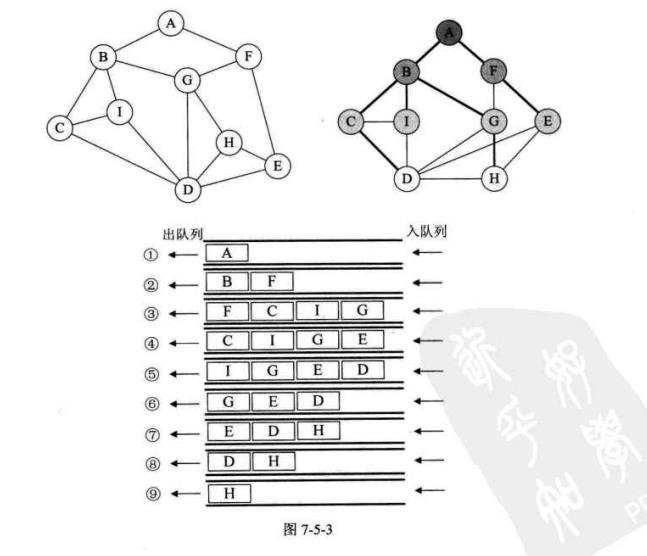 A
B
F
G
C
I
H
E
D
A
B
F
C
I
G
E
D
H
出队列
入队列
① A
② B F
③ F C I G
④ C I G E
⑤ I G E D
⑥ G E D
⑦ E D H
⑧ D H
⑨ H
图 7-5-3